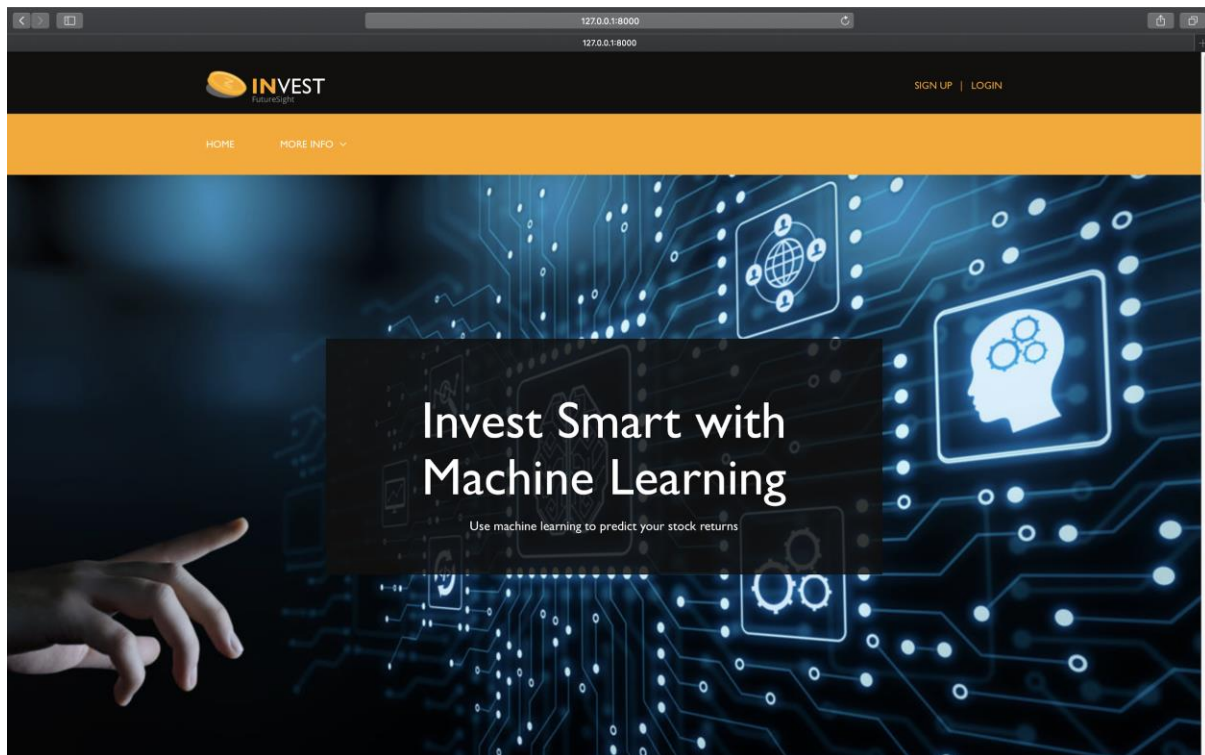 127.0.0.1:8000
127.0.0.1:8000
INVEST
FutureSight
SIGN UP | LOGIN
HOME MORE INFO
Invest Smart with
Machine Learning
Use machine learning to predict your stock returns